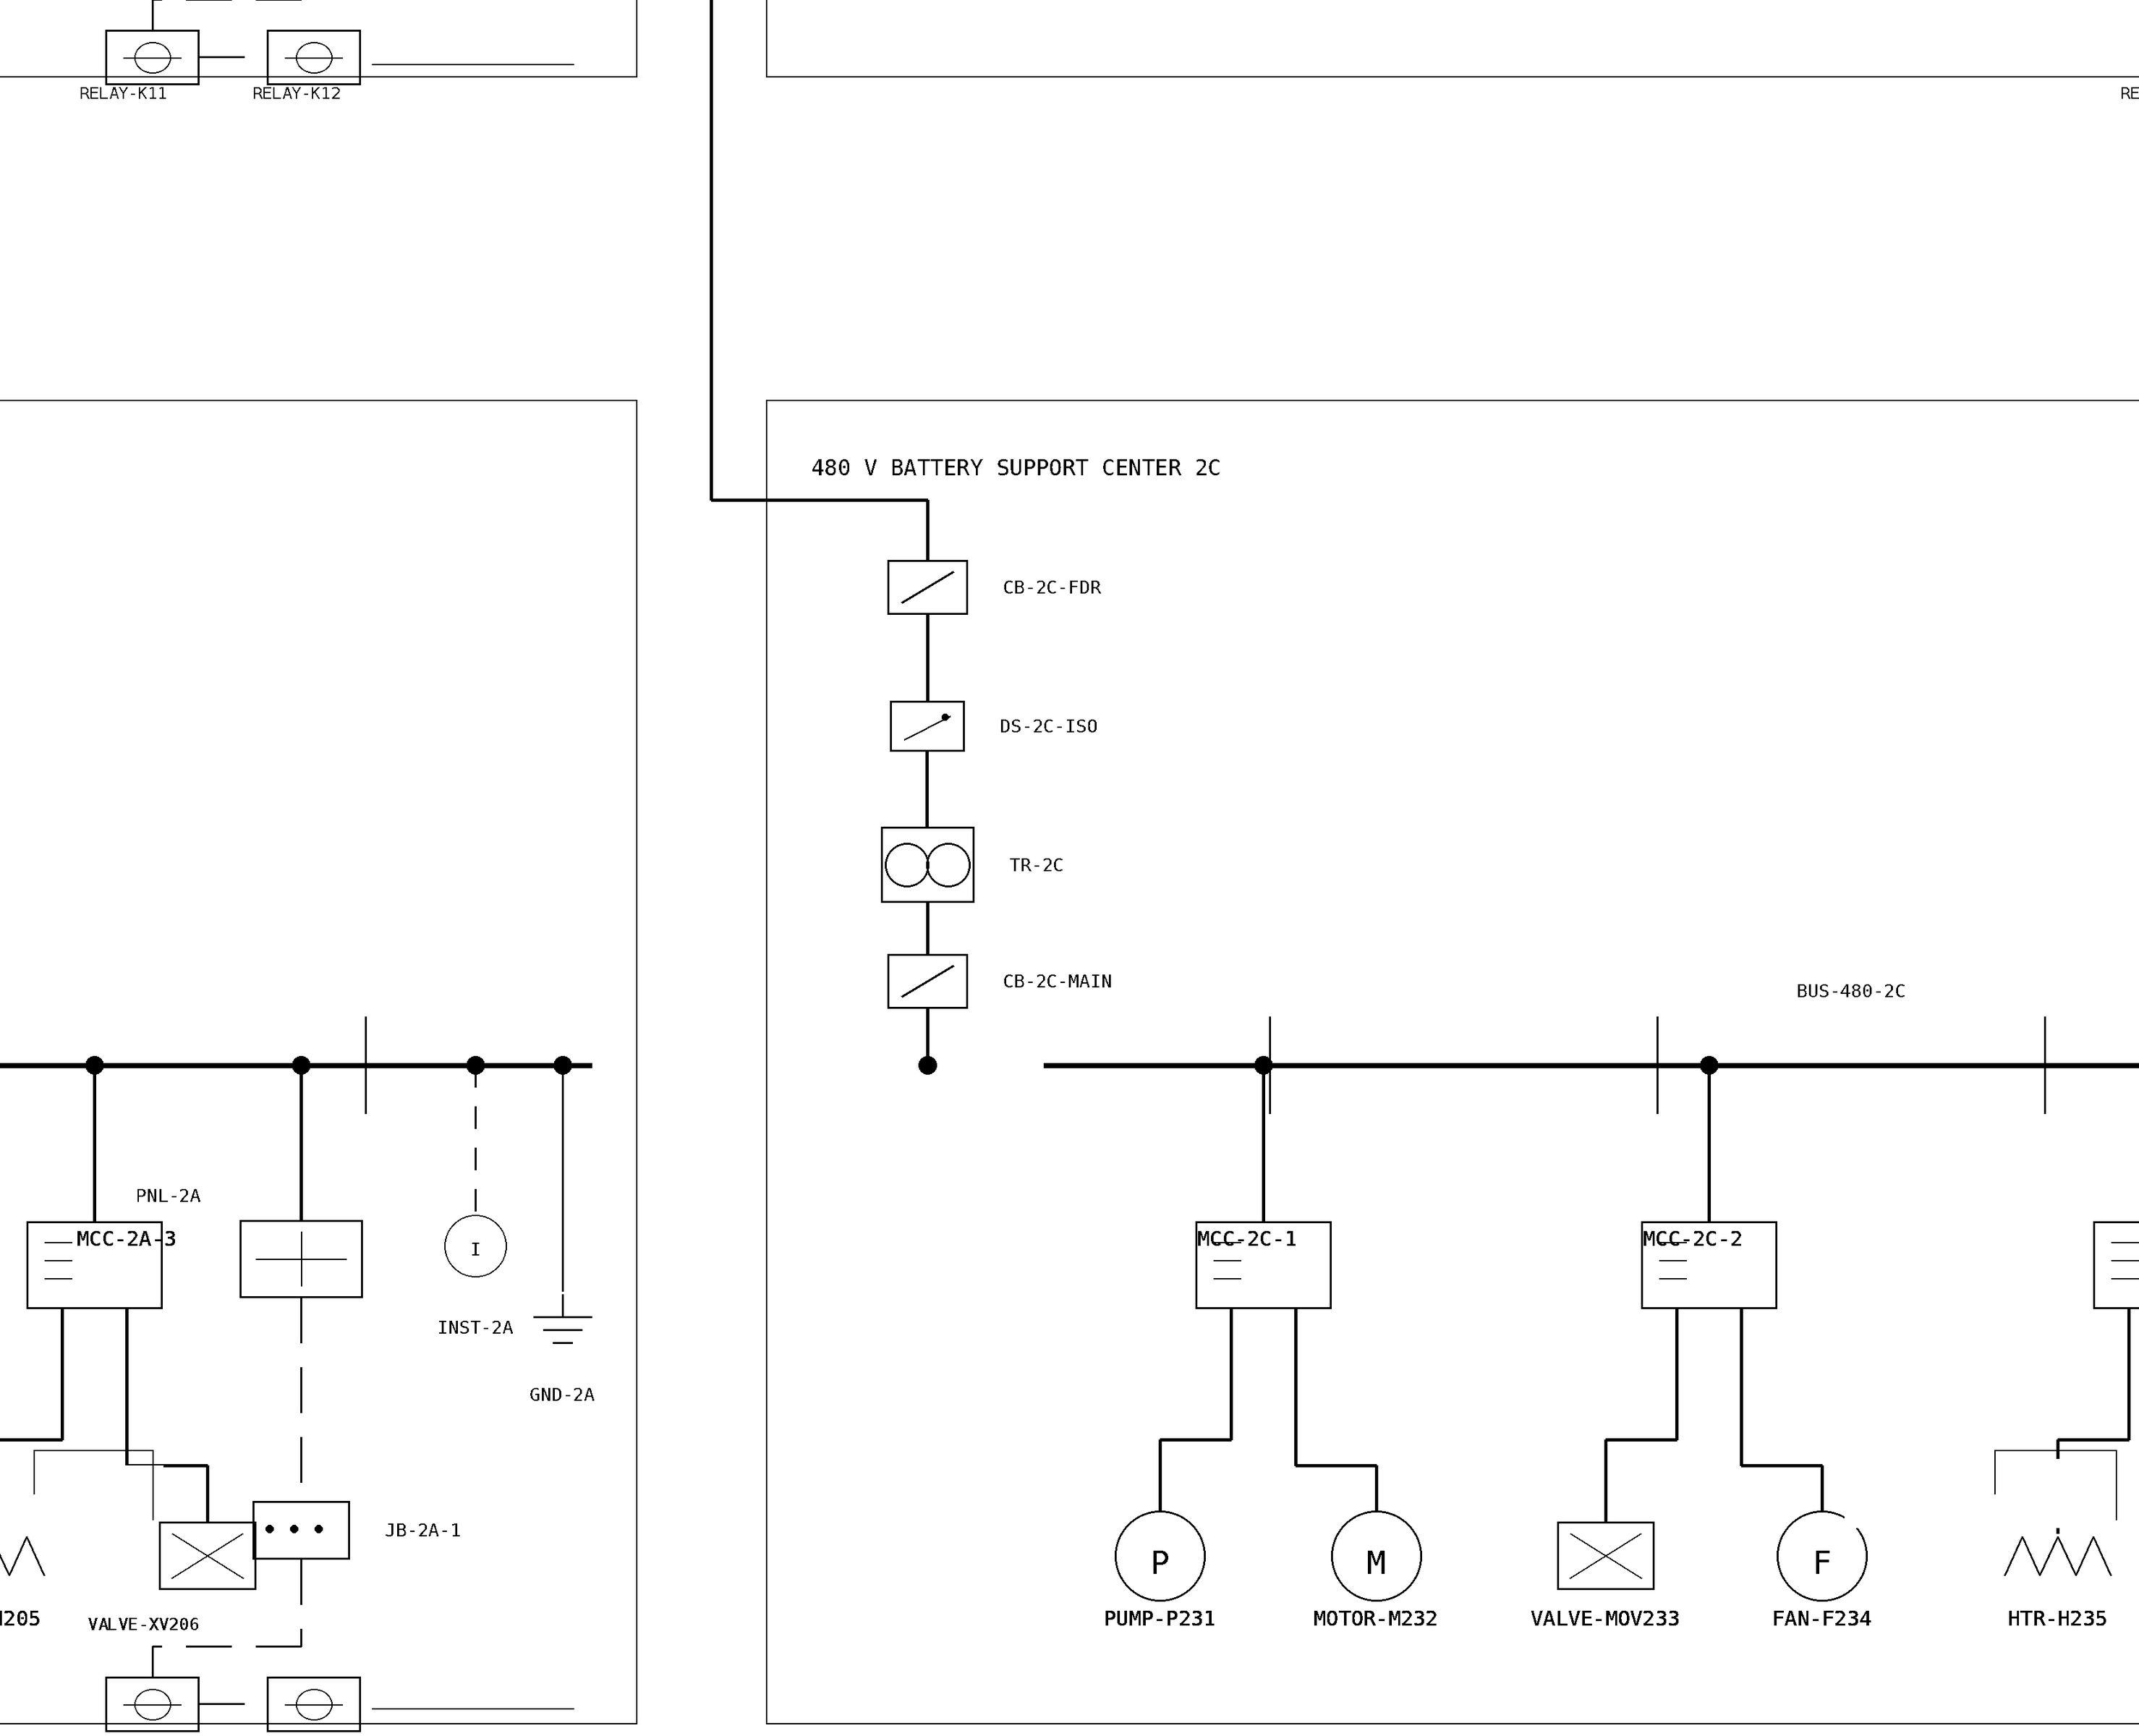 RELAY-K11
RELAY-K12
RE
480 V BATTERY SUPPORT CENTER 2C
CB-2C-FDR
DS-2C-ISO
TR-2C
CB-2C-MAIN
BUS-480-2C
PNL-2A
MCC-2A-3
MCC-2C-1
MCC-2C-2
I
INST-2A
GND-2A
JB-2A-1
P
M
F
205
VALVE-XV206
PUMP-P231
MOTOR-M232
VALVE-MOV233
FAN-F234
HTR-H235